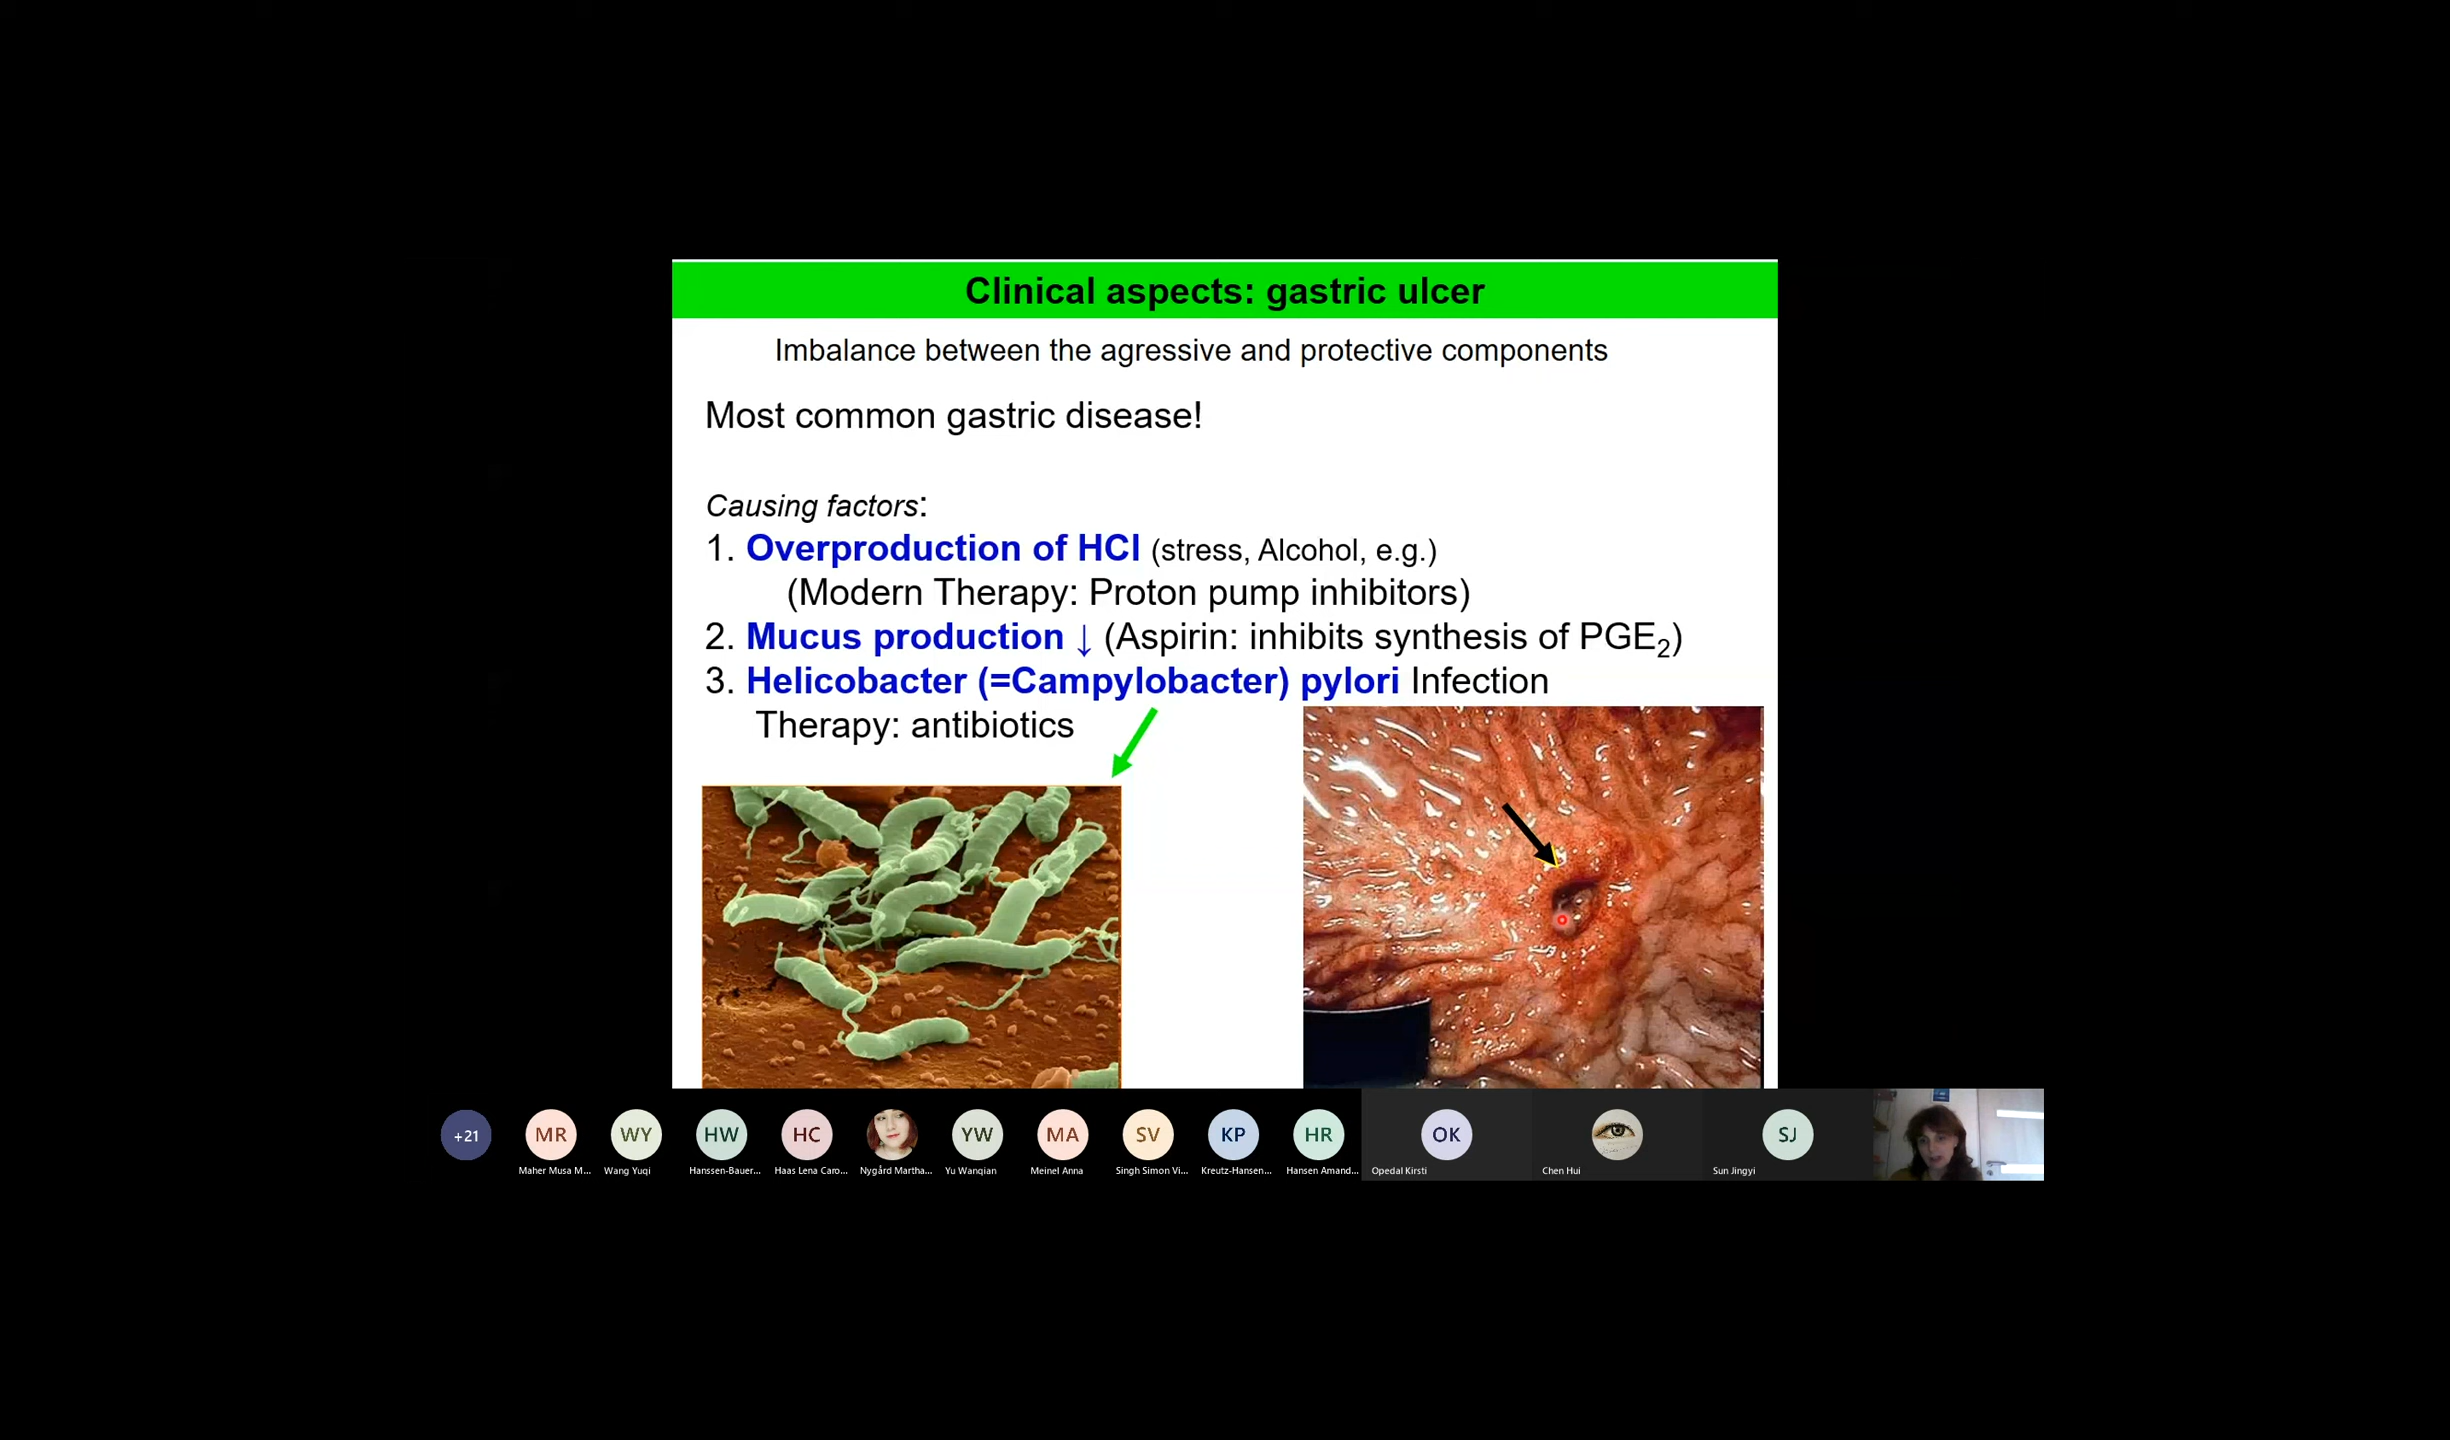 Clinical aspects: gastric ulcer
Imbalance between the agressive and protective components
Most common gastric disease!
Causing factors:
1. Overproduction of HCl (stress, Alcohol, e.g.)
(Modern Therapy: Proton pump inhibitors)
2. Mucus production ↓ (Aspirin: inhibits synthesis of PGE₂)
3. Helicobacter (=Campylobacter) pylori Infection
Therapy: antibiotics
+21
MR
WY
HW
HC
YW
MA
SV
KP
HR
OK
SJ
Maher Musa M...
Wang Yuqi
Hanssen-Bauer...
Haas Lena Caro...
Nygård Martha...
Yu Wanqian
Meinel Anna
Singh Simon Vi...
Kreutz-Hansen...
Hansen Amand...
Opedal Kirsti
Chen Hui
Sun Jingyi